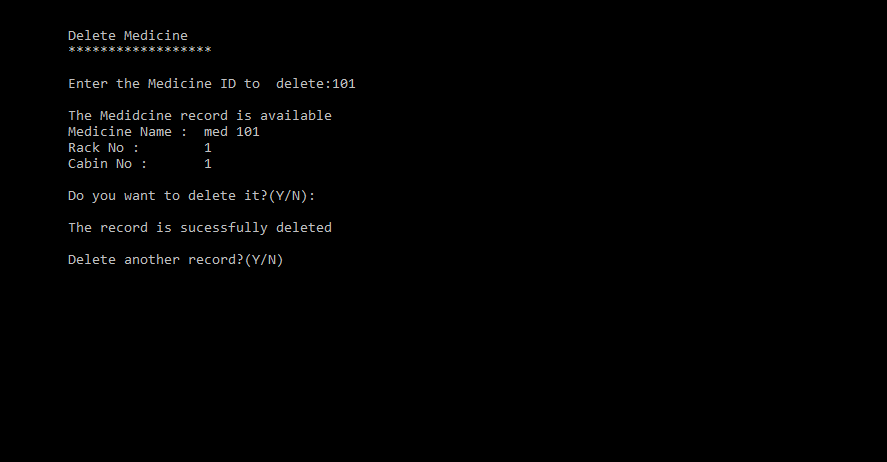 Delete Medicine
******************
Enter the Medicine ID to  delete:101
The Medidcine record is available
Medicine Name :  med 101
Rack No :        1
Cabin No :       1
Do you want to delete it?(Y/N):
The record is sucessfully deleted
Delete another record?(Y/N)